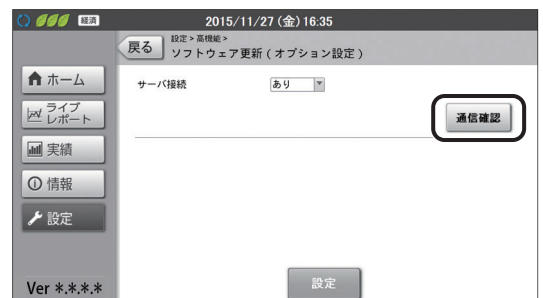 経済 2015/11/27 (金) 16:35
戻る
設定 > 高機能 >
ソフトウェア更新 ( オプション設定 )
ホーム
ライブ
レポート
実績
情報
設定
Ver *.*.*.*
サーバ接続 あり
通信確認
設定